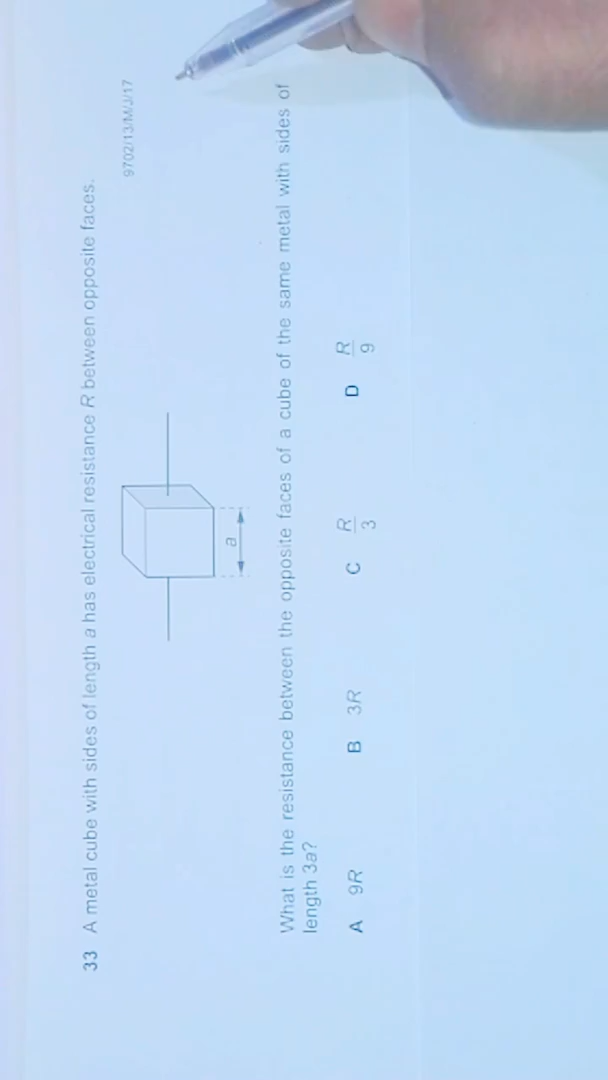 33 A metal cube with sides of length a has electrical resistance R between opposite faces.
9702/13/M/J/17
a
What is the resistance between the opposite faces of a cube of the same metal with sides of
length 3a?
A 9R B 3R C R/3 D R/9